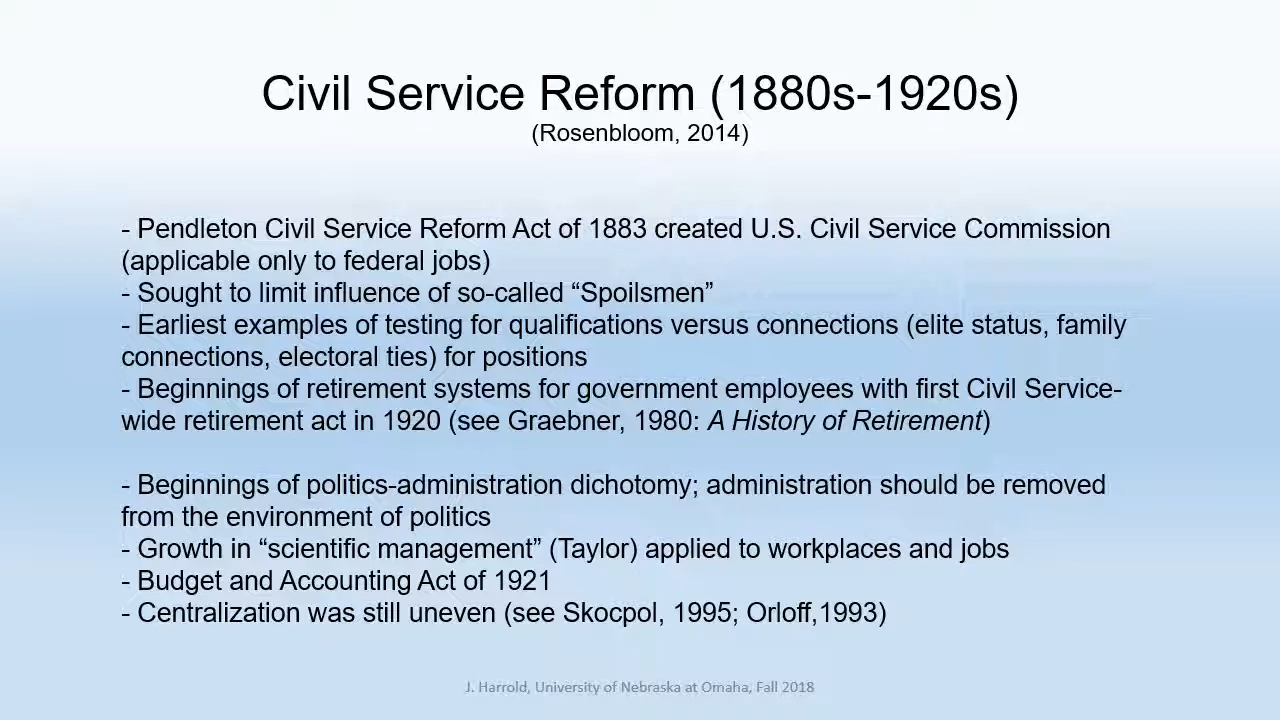 Civil Service Reform (1880s-1920s)
(Rosenbloom, 2014)
- Pendleton Civil Service Reform Act of 1883 created U.S. Civil Service Commission
(applicable only to federal jobs)
- Sought to limit influence of so-called “Spoilsmen”
- Earliest examples of testing for qualifications versus connections (elite status, family
connections, electoral ties) for positions
- Beginnings of retirement systems for government employees with first Civil Service-
wide retirement act in 1920 (see Graebner, 1980: A History of Retirement)
- Beginnings of politics-administration dichotomy; administration should be removed
from the environment of politics
- Growth in “scientific management” (Taylor) applied to workplaces and jobs
- Budget and Accounting Act of 1921
- Centralization was still uneven (see Skocpol, 1995; Orloff,1993)
J. Harrold, University of Nebraska at Omaha, Fall 2018